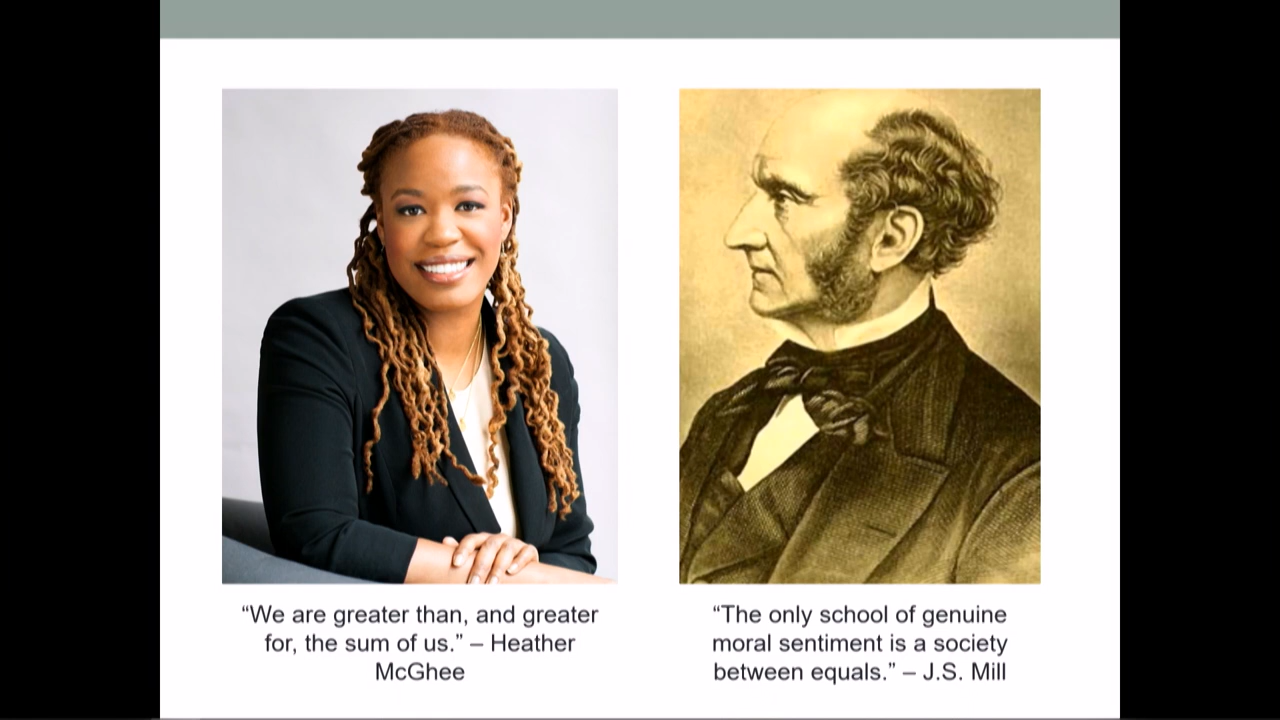 “We are greater than, and greater
for, the sum of us.” – Heather
McGhee
“The only school of genuine
moral sentiment is a society
between equals.” – J.S. Mill